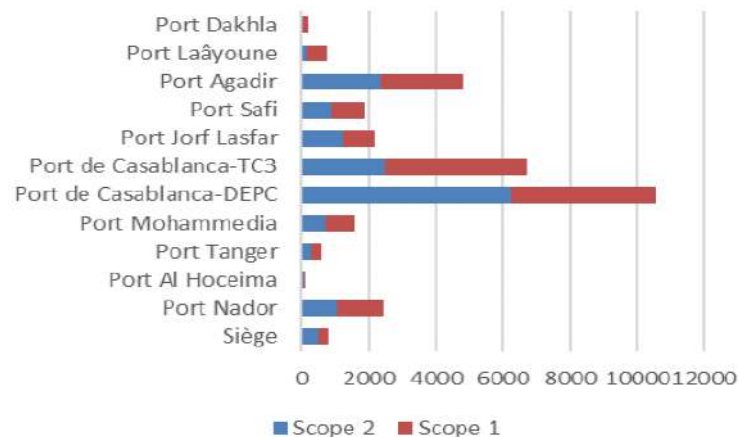 Port Dakhla
Port Laâyoune
Port Agadir
Port Safi
Port Jorf Lasfar
Port de Casablanca-TC3
Port de Casablanca-DEPC
Port Mohammedia
Port Tanger
Port Al Hoceima
Port Nador
Siège
0 2000 4000 6000 8000 10000 12000
Scope 2 Scope 1